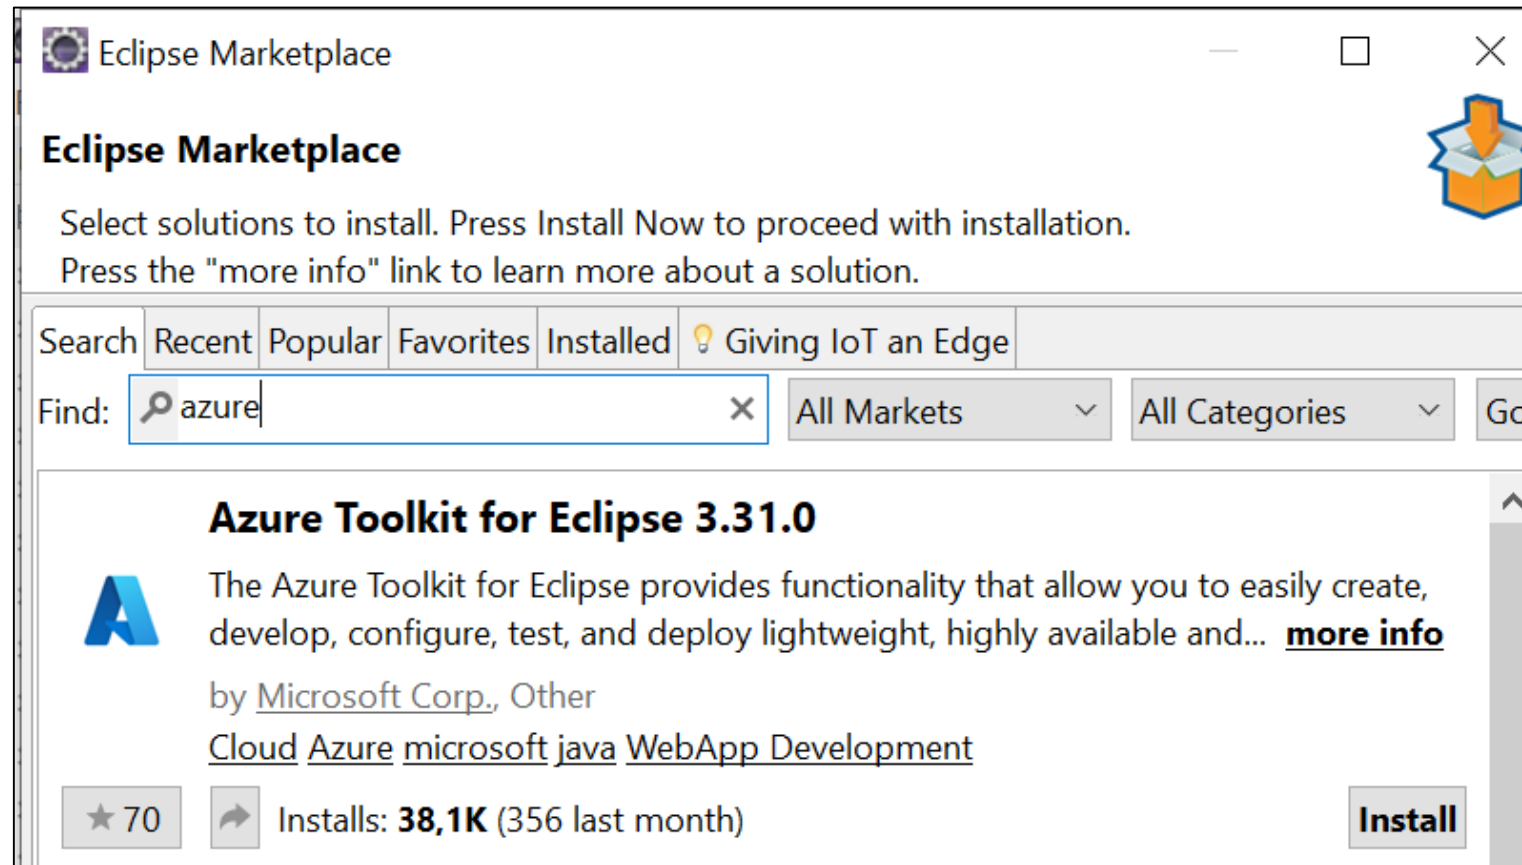 Eclipse Marketplace
Eclipse Marketplace
Select solutions to install. Press Install Now to proceed with installation.
Press the "more info" link to learn more about a solution.
Search Recent Popular Favorites Installed Giving IoT an Edge
Find: azure All Markets All Categories Go
Azure Toolkit for Eclipse 3.31.0
The Azure Toolkit for Eclipse provides functionality that allow you to easily create,
develop, configure, test, and deploy lightweight, highly available and... more info
by Microsoft Corp., Other
Cloud Azure microsoft java WebApp Development
70 Installs: 38,1K (356 last month) Install